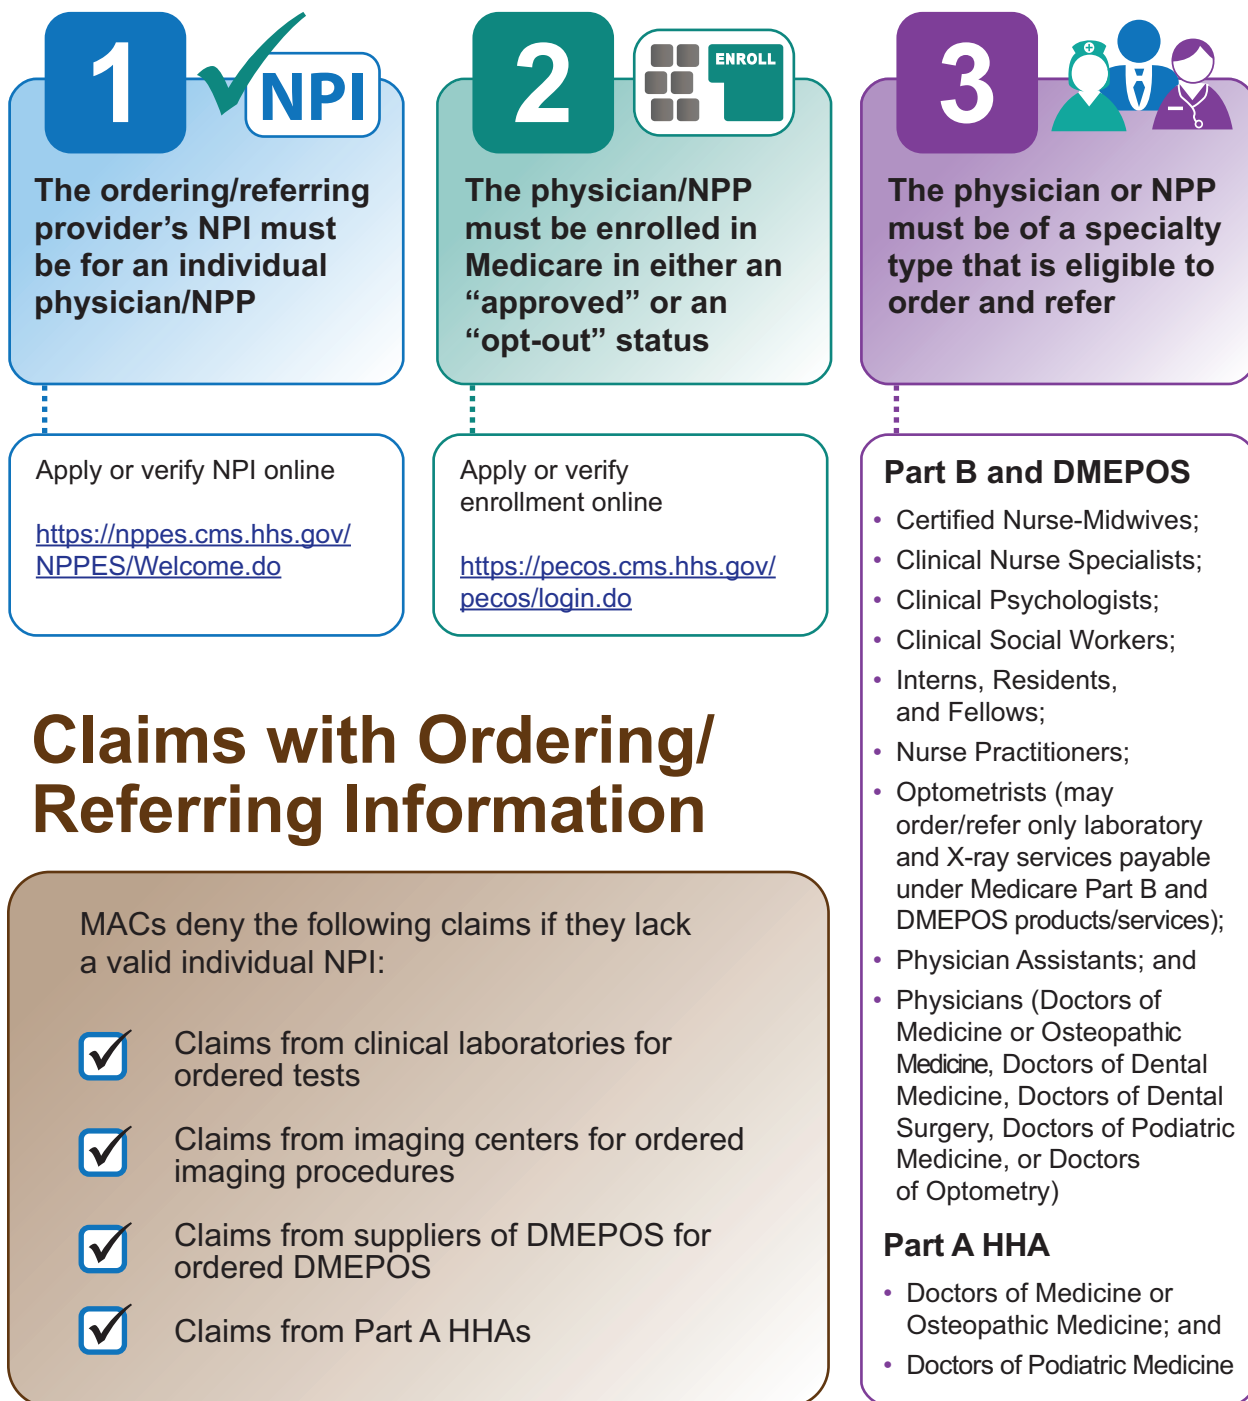 1
NPI
The ordering/referring
provider’s NPI must
be for an individual
physician/NPP
Apply or verify NPI online
https://nppes.cms.hhs.gov/
NPPES/Welcome.do
2
ENROLL
The physician/NPP
must be enrolled in
Medicare in either an
“approved” or an
“opt-out” status
Apply or verify
enrollment online
https://pecos.cms.hhs.gov/
pecos/login.do
3
The physician or NPP
must be of a specialty
type that is eligible to
order and refer
Part B and DMEPOS
• Certified Nurse-Midwives;
• Clinical Nurse Specialists;
• Clinical Psychologists;
• Clinical Social Workers;
• Interns, Residents,
and Fellows;
• Nurse Practitioners;
• Optometrists (may
order/refer only laboratory
and X-ray services payable
under Medicare Part B and
DMEPOS products/services);
• Physician Assistants; and
• Physicians (Doctors of
Medicine or Osteopathic
Medicine, Doctors of Dental
Medicine, Doctors of Dental
Surgery, Doctors of Podiatric
Medicine, or Doctors
of Optometry)
Part A HHA
• Doctors of Medicine or
Osteopathic Medicine; and
• Doctors of Podiatric Medicine
Claims with Ordering/
Referring Information
MACs deny the following claims if they lack
a valid individual NPI:
Claims from clinical laboratories for
ordered tests
Claims from imaging centers for ordered
imaging procedures
Claims from suppliers of DMEPOS for
ordered DMEPOS
Claims from Part A HHAs